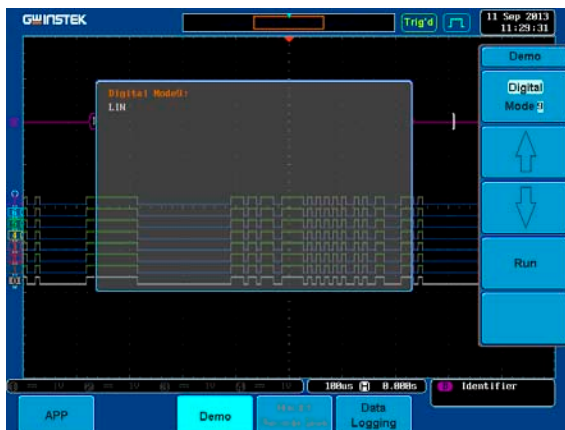 GWINSTEK
Trig'd
11 Sep 2013
11:29:31
Demo
Digital
Mode 9
Digital Mode9:
LIN
Run
100us H 0.000s
B Identifier
APP
Demo
Data
Logging